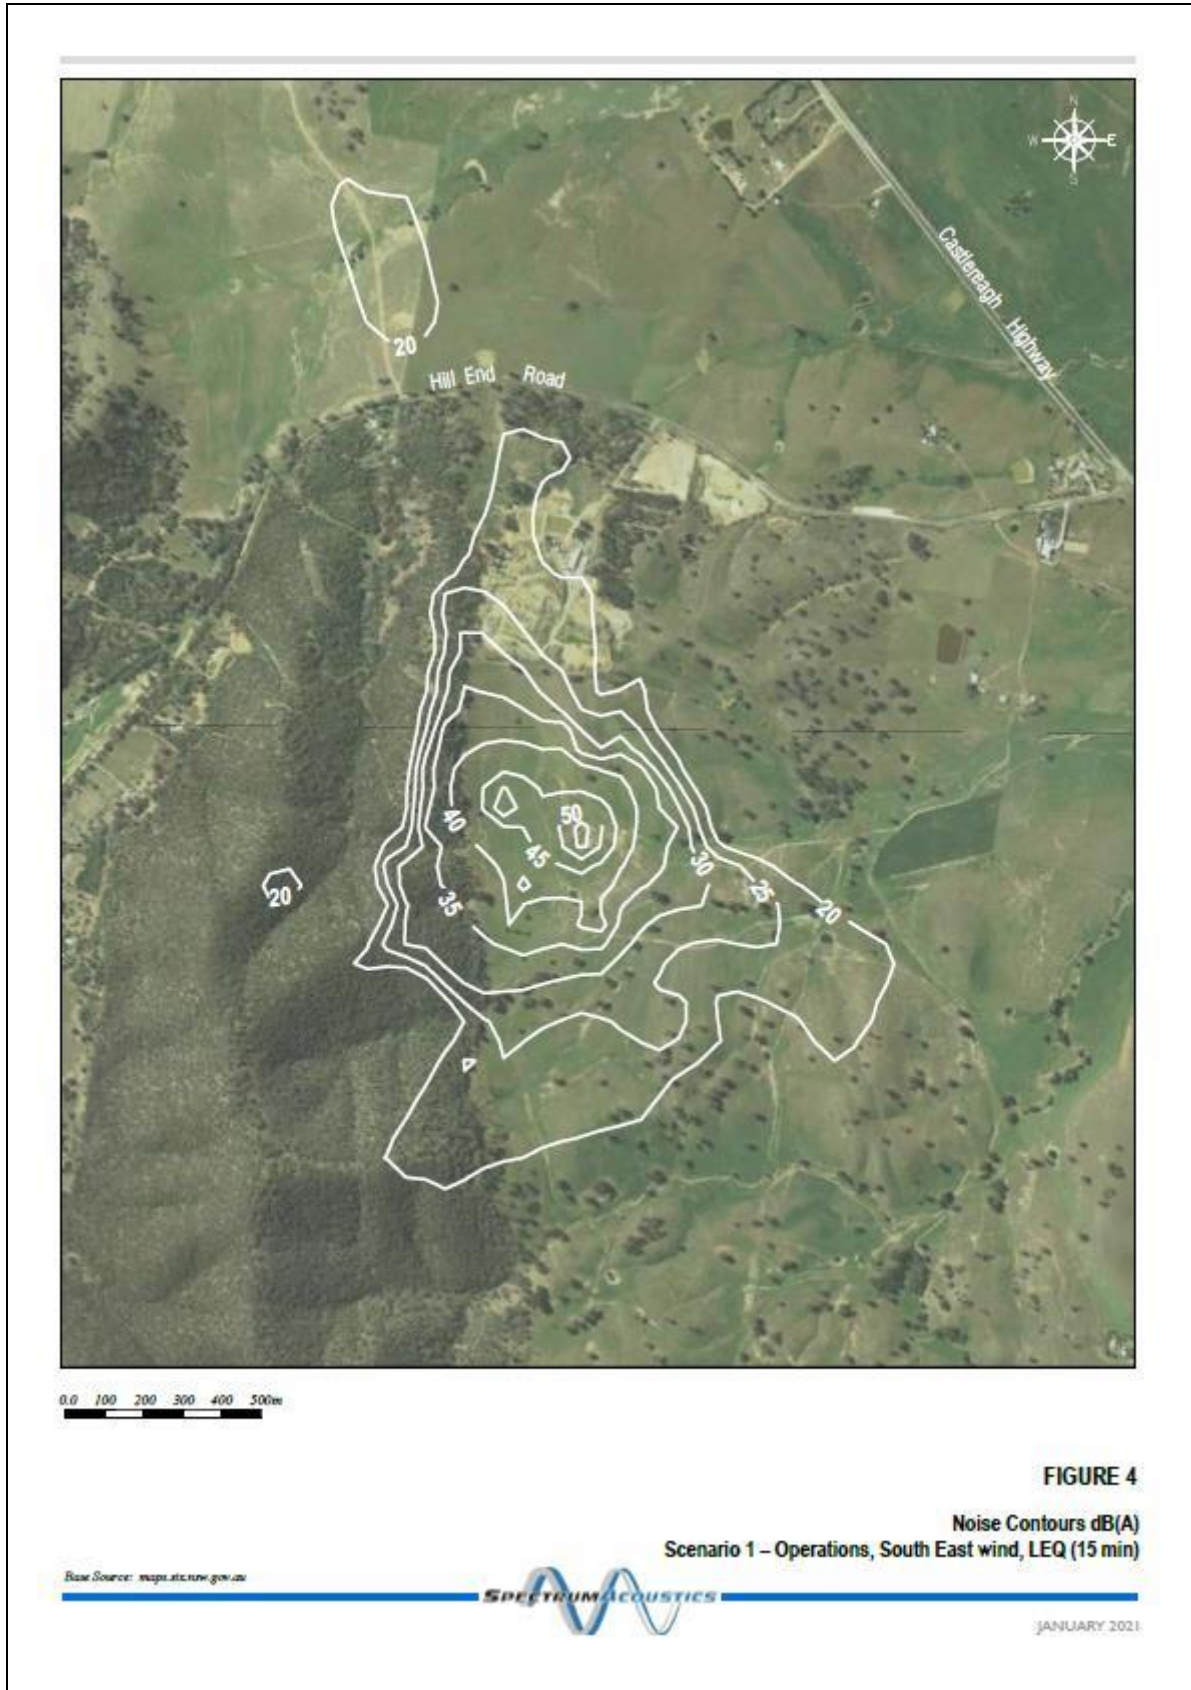 N
W E
S
Castlereagh Highway
20
Hill End Road
50
40
45
30
25
35
20
20
0.0 100 200 300 400 500m
FIGURE 4
Noise Contours dB(A)
Scenario 1 – Operations, South East wind, LEQ (15 min)
Base Source: maps.six.nsw.gov.au
SPECTRUMACOUSTICS
JANUARY 2021